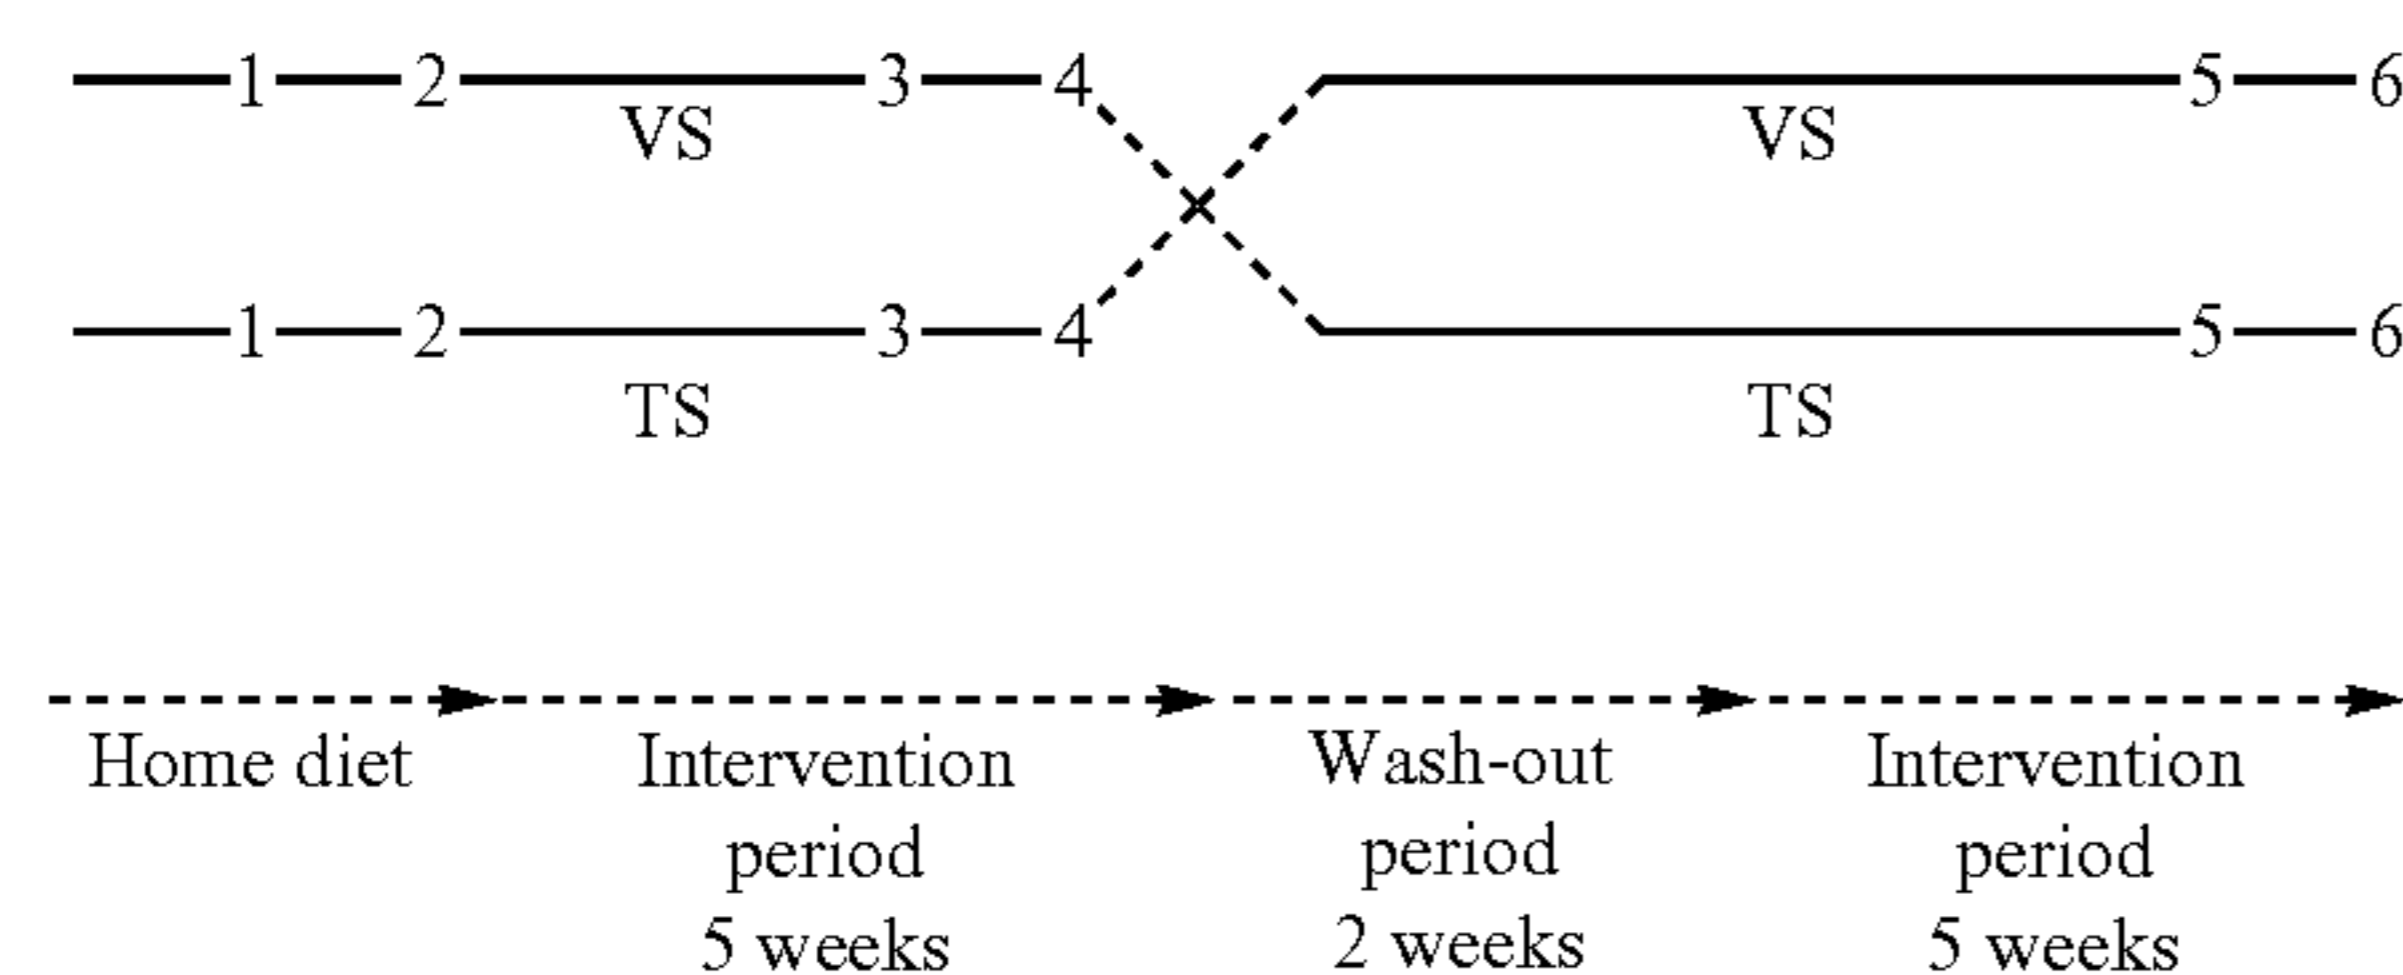 1 2 3 4 5 6
VS VS
1 2 3 4 5 6
TS TS
Home diet Intervention Wash-out Intervention
period period period
5 weeks 2 weeks 5 weeks